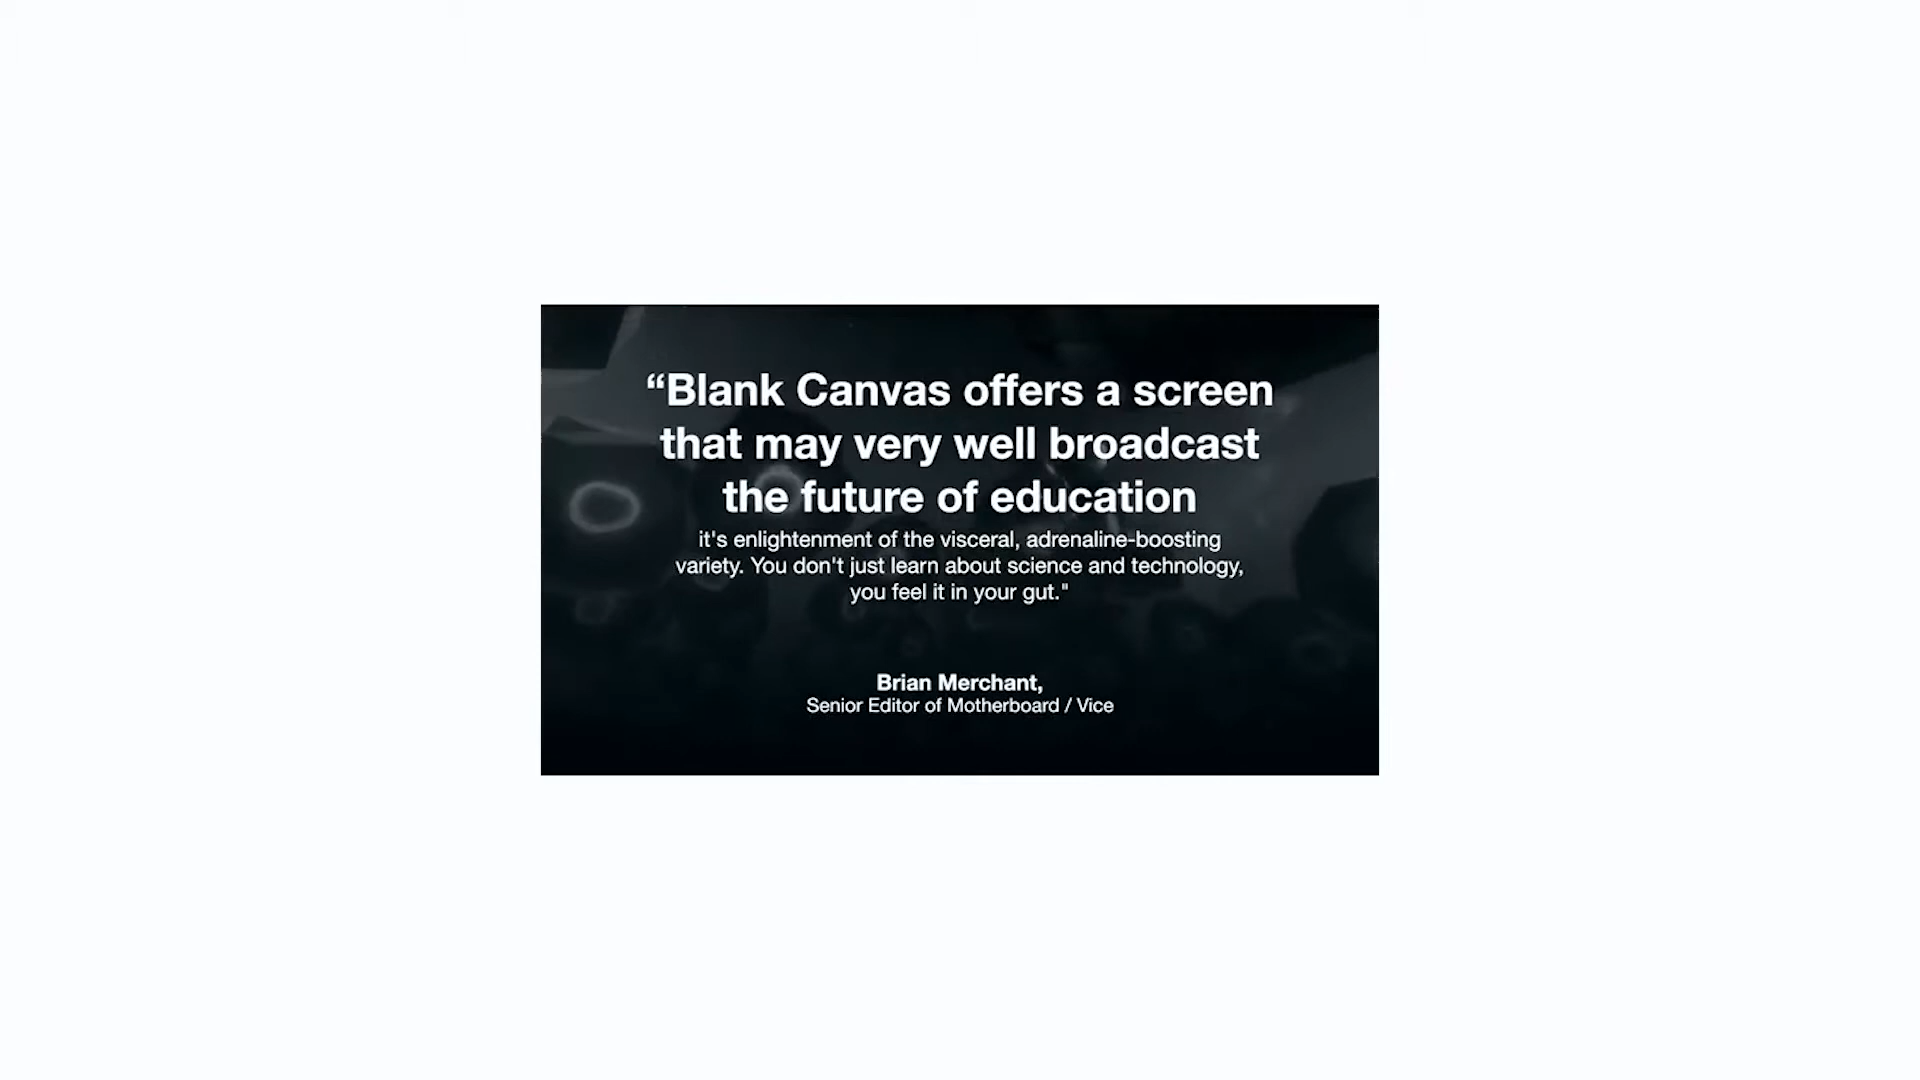 “Blank Canvas offers a screen
that may very well broadcast
the future of education
it's enlightenment of the visceral, adrenaline-boosting
variety. You don't just learn about science and technology,
you feel it in your gut."
Brian Merchant,
Senior Editor of Motherboard / Vice